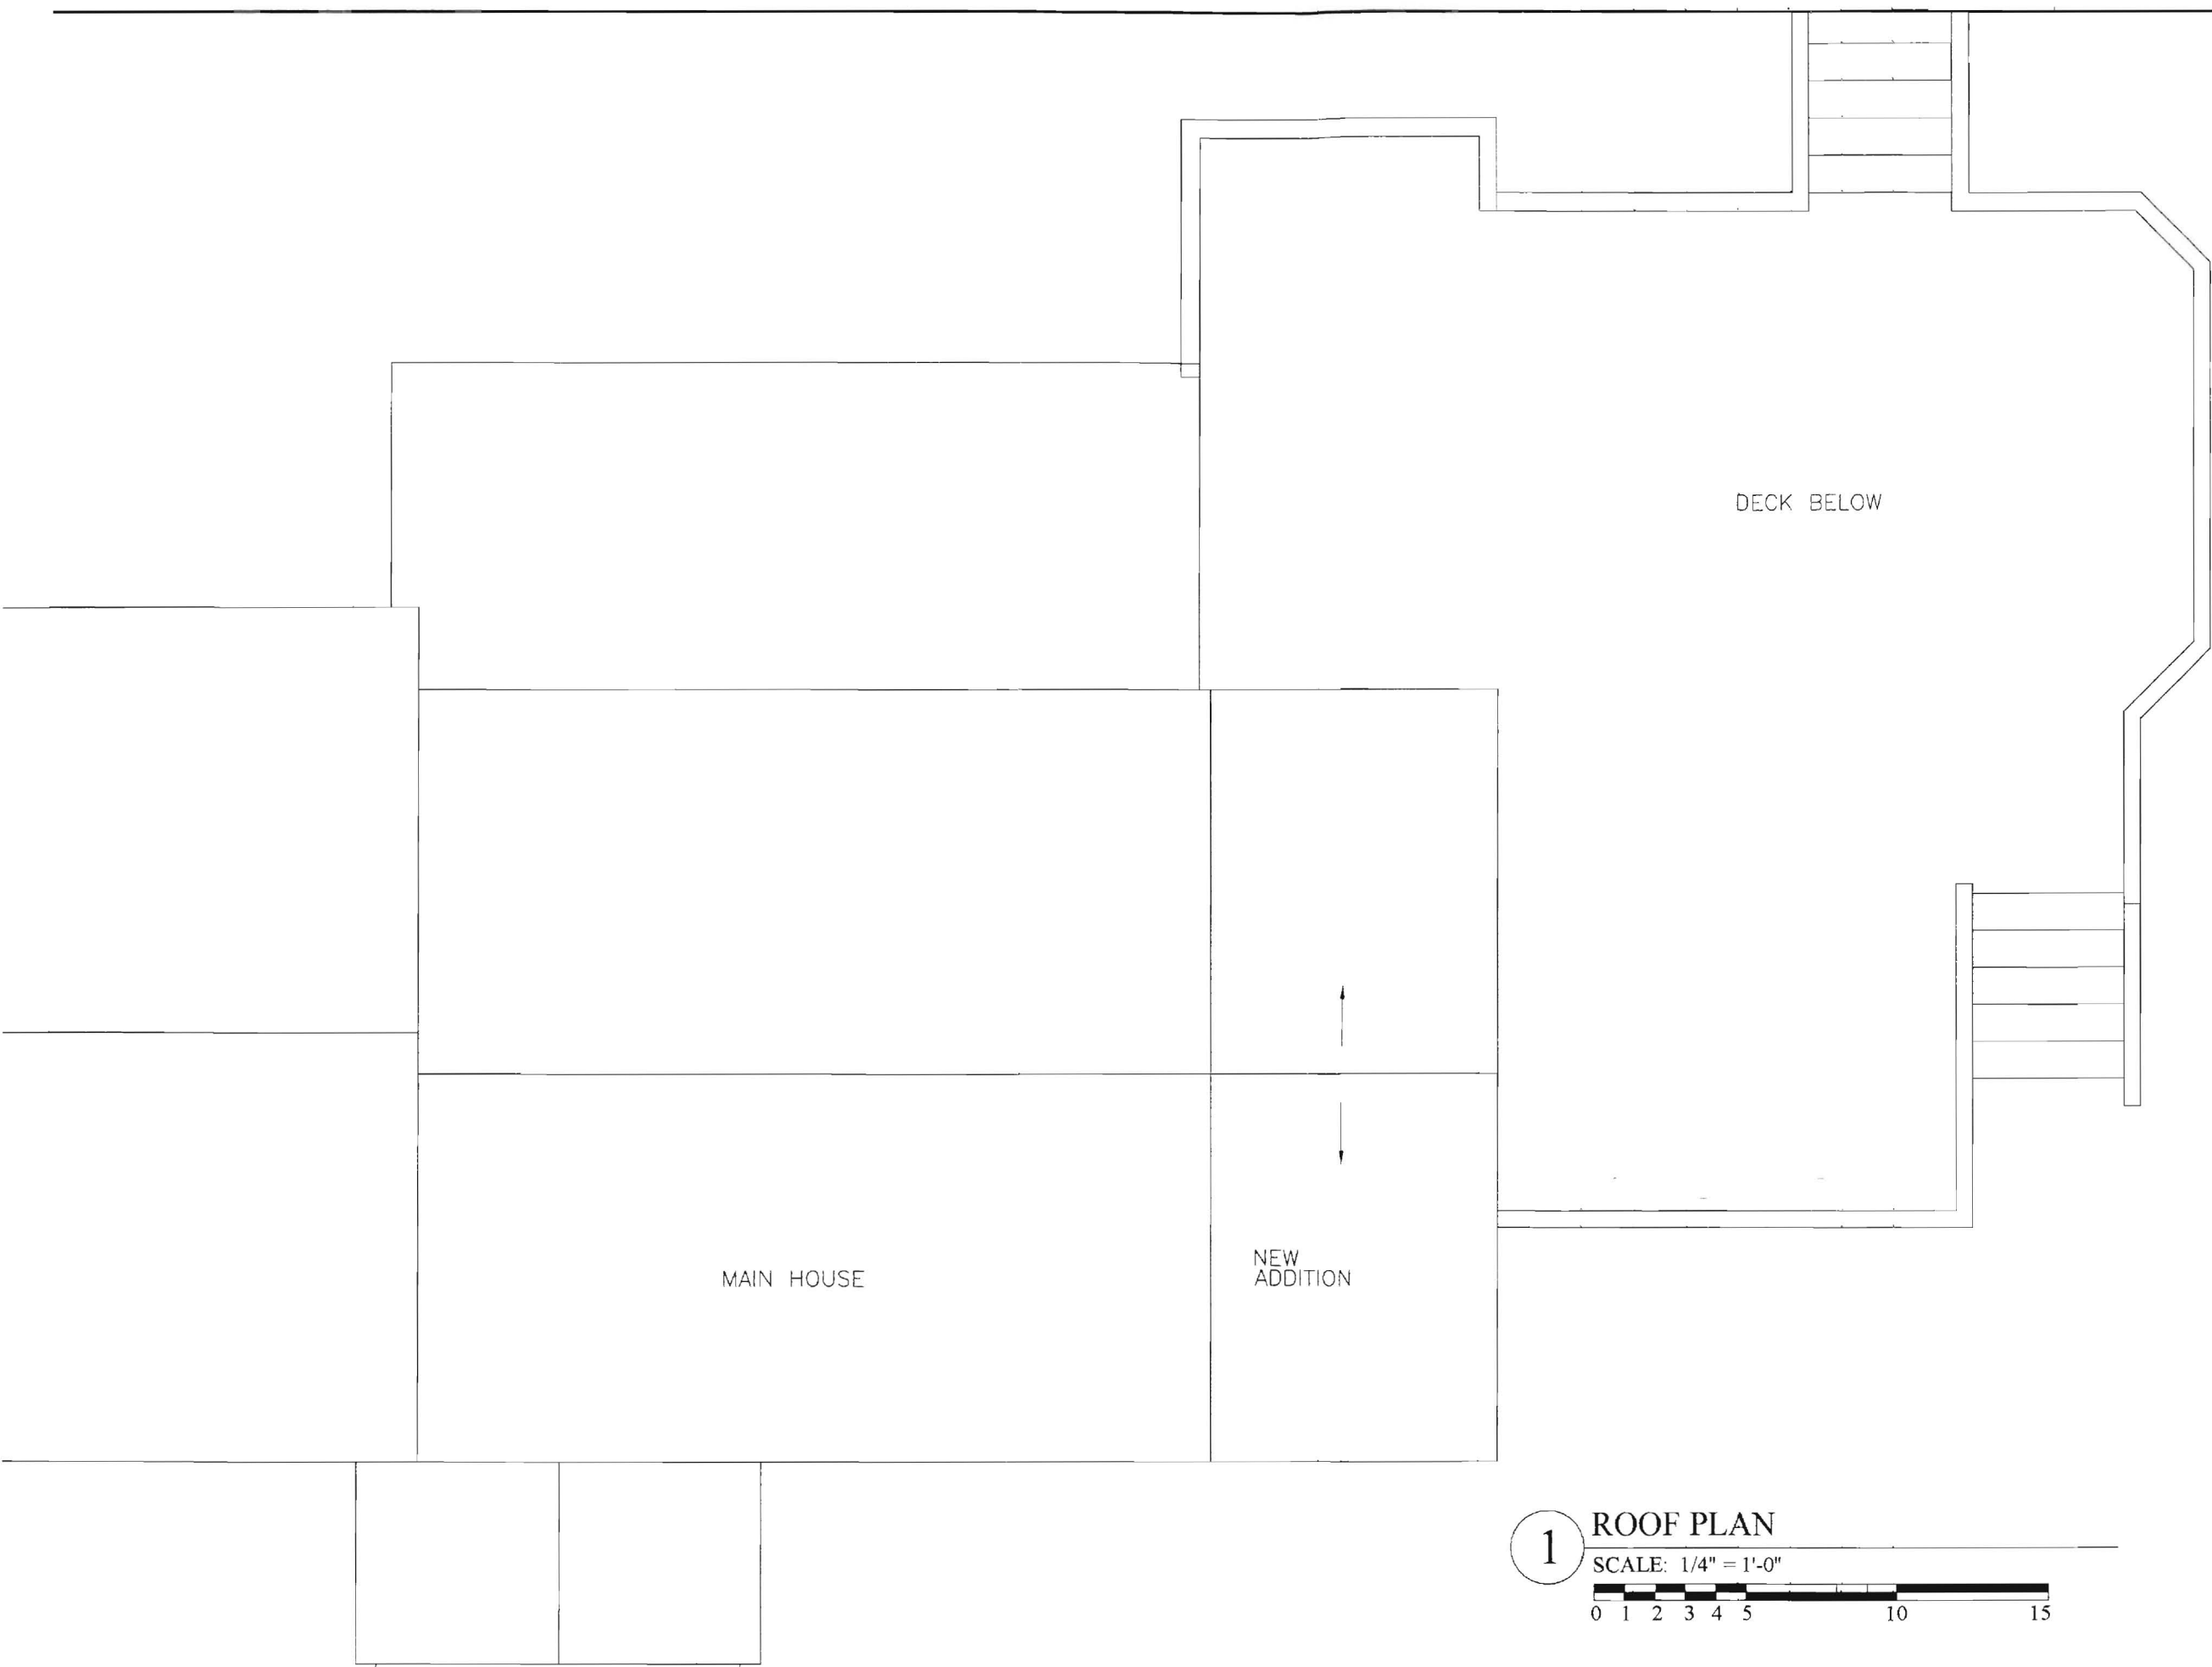 DECK BELOW
MAIN HOUSE
NEW
ADDITION
1
ROOF PLAN
SCALE: 1/4" = 1'-0"
0 1 2 3 4 5 10 15